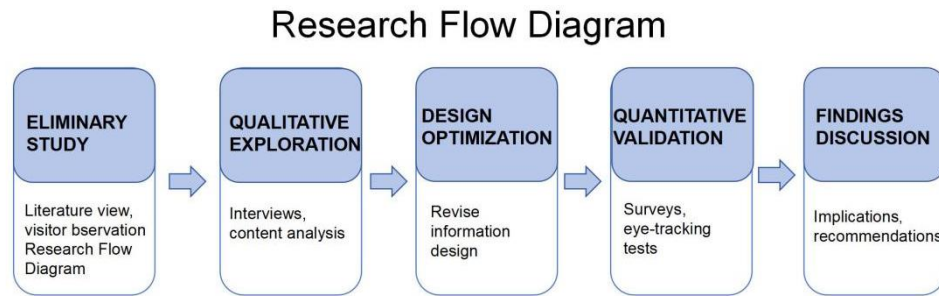 Research Flow Diagram
ELIMINARY
STUDY
Literature view,
visitor bservation
Research Flow
Diagram
QUALITATIVE
EXPLORATION
Interviews,
content analysis
DESIGN
OPTIMIZATION
Revise
information
design
QUANTITATIVE
VALIDATION
Surveys,
eye-tracking
tests
FINDINGS
DISCUSSION
Implications,
recommendations